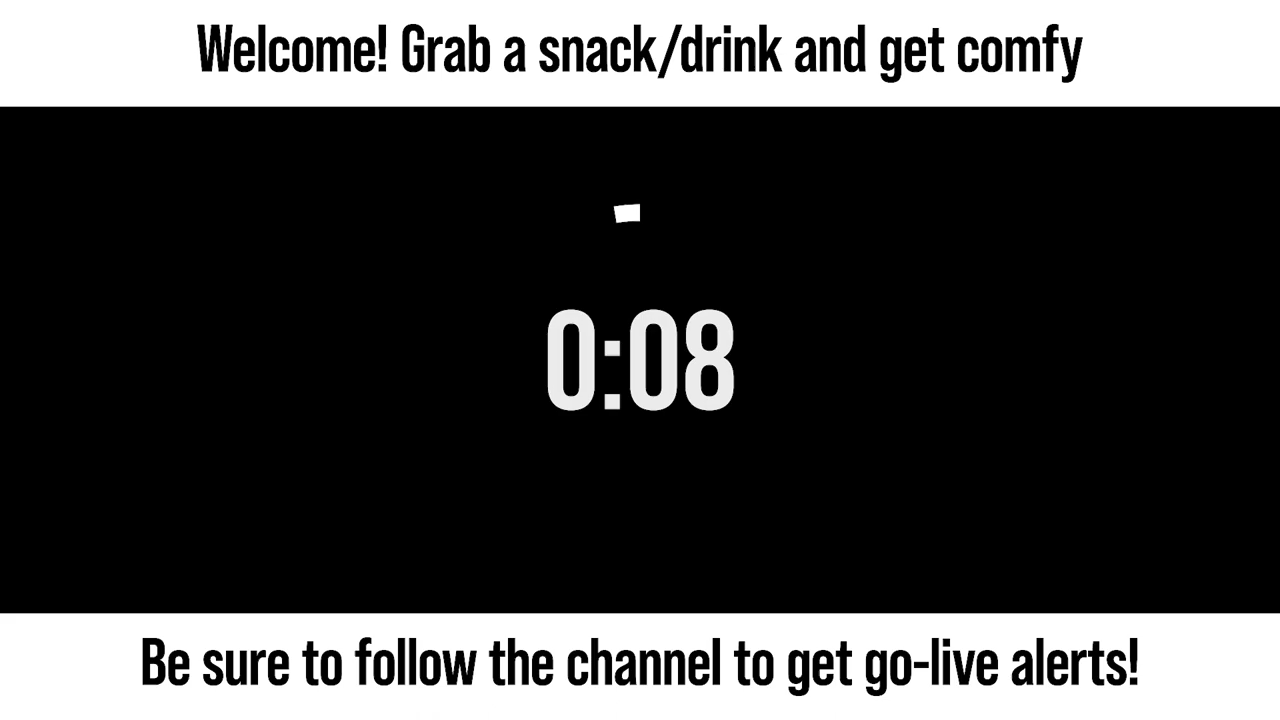 Welcome! Grab a snack/drink and get comfy
0:08
Be sure to follow the channel to get go-live alerts!